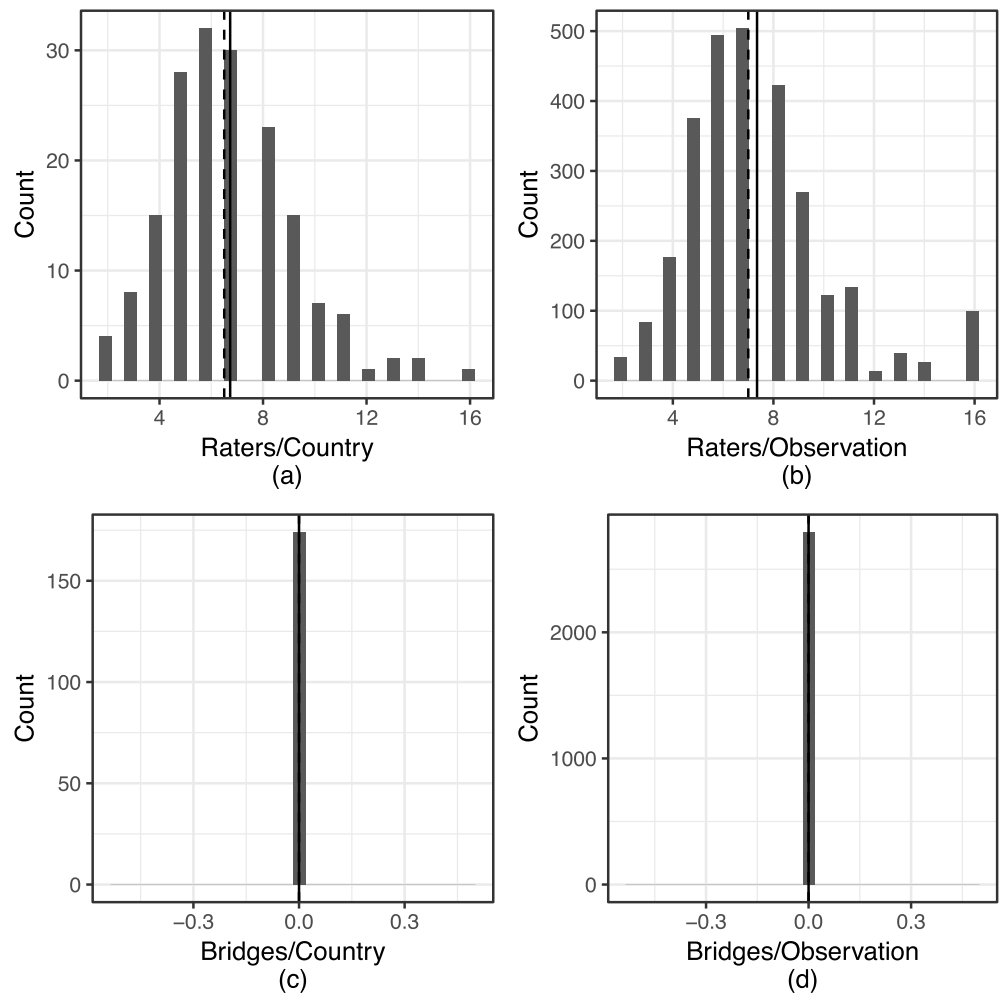 30
20
10
0
Count
4 8 12 16
Raters/Country
(a)
500
400
300
200
100
0
Count
4 8 12 16
Raters/Observation
(b)
150
100
50
0
Count
−0.3 0.0 0.3
Bridges/Country
(c)
2000
1000
0
Count
−0.3 0.0 0.3
Bridges/Observation
(d)